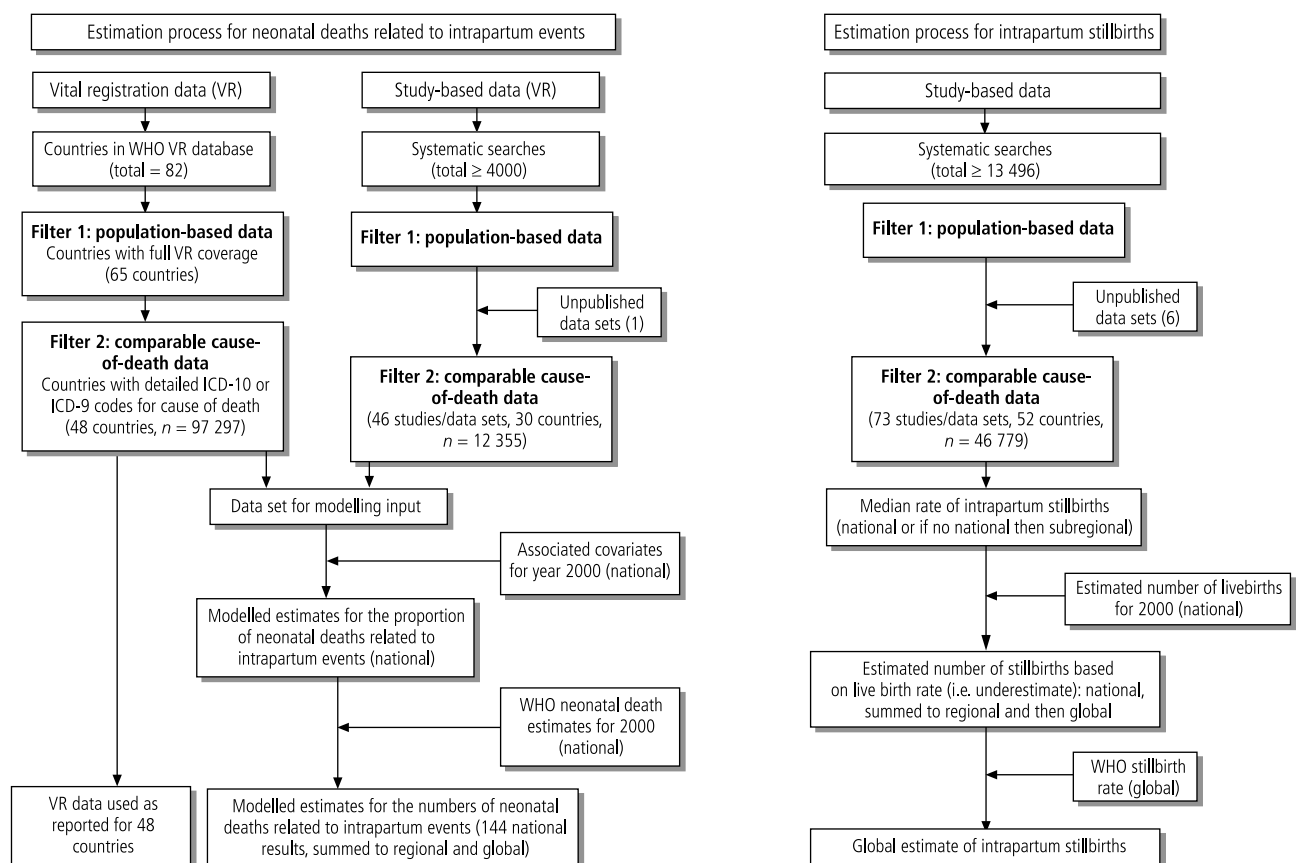 Estimation process for neonatal deaths related to intrapartum events
Vital registration data (VR)
Countries in WHO VR database
(total = 82)
Filter 1: population-based data
Countries with full VR coverage
(65 countries)
Filter 2: comparable cause-
of-death data
Countries with detailed ICD-10 or
ICD-9 codes for cause of death
(48 countries, n = 97 297)
Study-based data (VR)
Systematic searches
(total ≥ 4000)
Filter 1: population-based data
Unpublished
data sets (1)
Filter 2: comparable cause-
of-death data
(46 studies/data sets, 30 countries,
n = 12 355)
Data set for modelling input
Associated covariates
for year 2000 (national)
Modelled estimates for the proportion
of neonatal deaths related to
intrapartum events (national)
WHO neonatal death
estimates for 2000
(national)
VR data used as
reported for 48
countries
Modelled estimates for the numbers of neonatal
deaths related to intrapartum events (144 national
results, summed to regional and global)
Estimation process for intrapartum stillbirths
Study-based data
Systematic searches
(total ≥ 13 496)
Filter 1: population-based data
Unpublished
data sets (6)
Filter 2: comparable cause-
of-death data
(73 studies/data sets, 52 countries,
n = 46 779)
Median rate of intrapartum stillbirths
(national or if no national then subregional)
Estimated number of livebirths
for 2000 (national)
Estimated number of stillbirths based
on live birth rate (i.e. underestimate): national,
summed to regional and then global
WHO stillbirth
rate (global)
Global estimate of intrapartum stillbirths